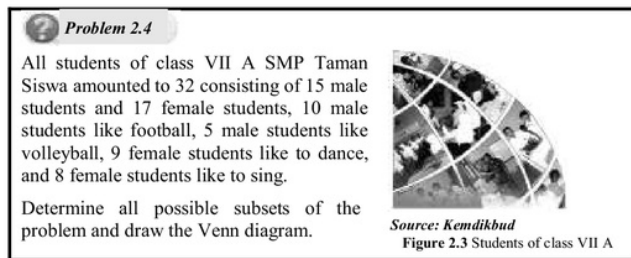 Problem 2.4
All students of class VII A SMP Taman
Siswa amounted to 32 consisting of 15 male
students and 17 female students, 10 male
students like football, 5 male students like
volleyball, 9 female students like to dance,
and 8 female students like to sing.
Determine all possible subsets of the
problem and draw the Venn diagram.
Source: Kemdikbud
Figure 2.3 Students of class VII A